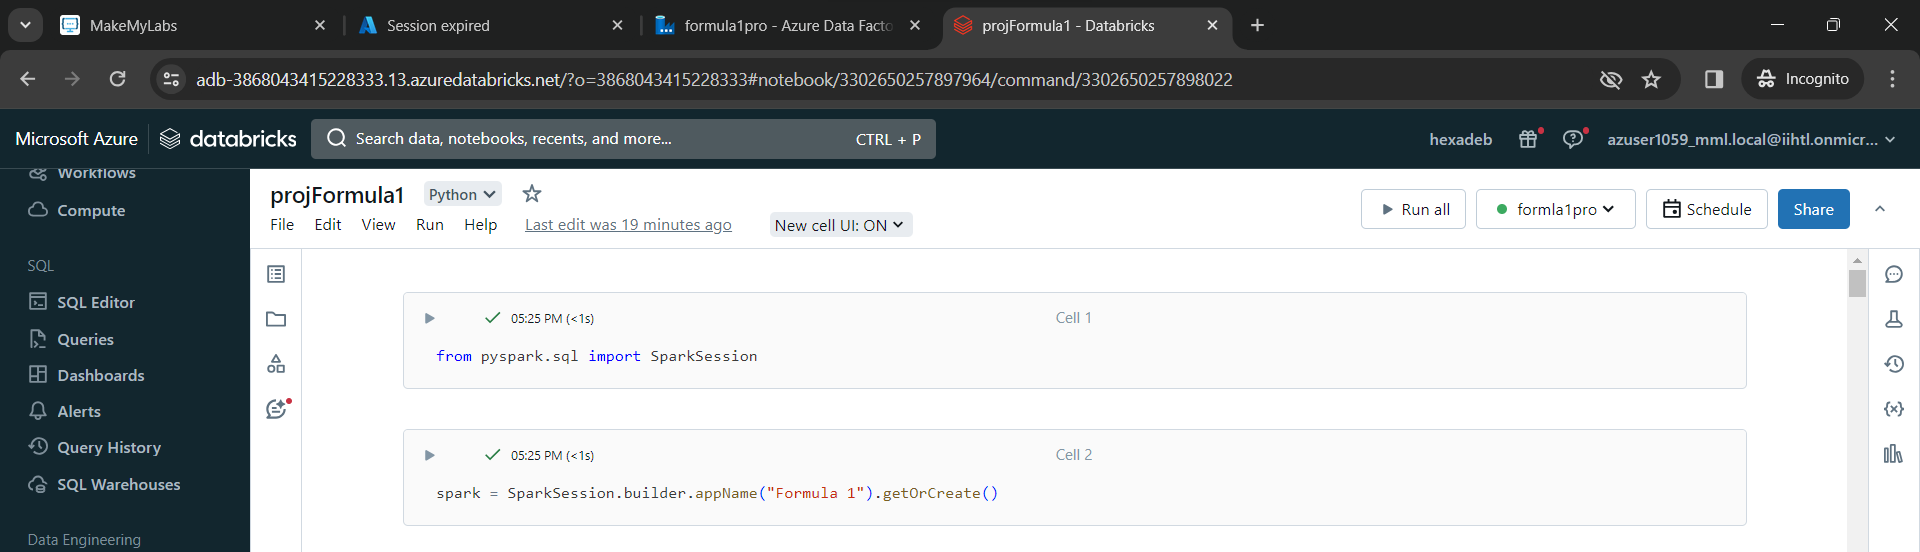 MakeMyLabs
Session expired
formula1pro - Azure Data Facto
projFormula1 - Databricks
adb-3868043415228333.13.azuredatabricks.net/?o=3868043415228333#notebook/3302650257897964/command/3302650257898022
Incognito
Microsoft Azure
databricks
Search data, notebooks, recents, and more...
CTRL + P
hexadeb
azuser1059_mml.local@iihtl.onmicr...
Workflows
Compute
SQL
SQL Editor
Queries
Dashboards
Alerts
Query History
SQL Warehouses
Data Engineering
projFormula1
Python
File Edit View Run Help
Last edit was 19 minutes ago
New cell UI: ON
Run all
formla1pro
Schedule
Share
05:25 PM (<1s)
Cell 1
from pyspark.sql import SparkSession
05:25 PM (<1s)
Cell 2
spark = SparkSession.builder.appName("Formula 1").getOrCreate()